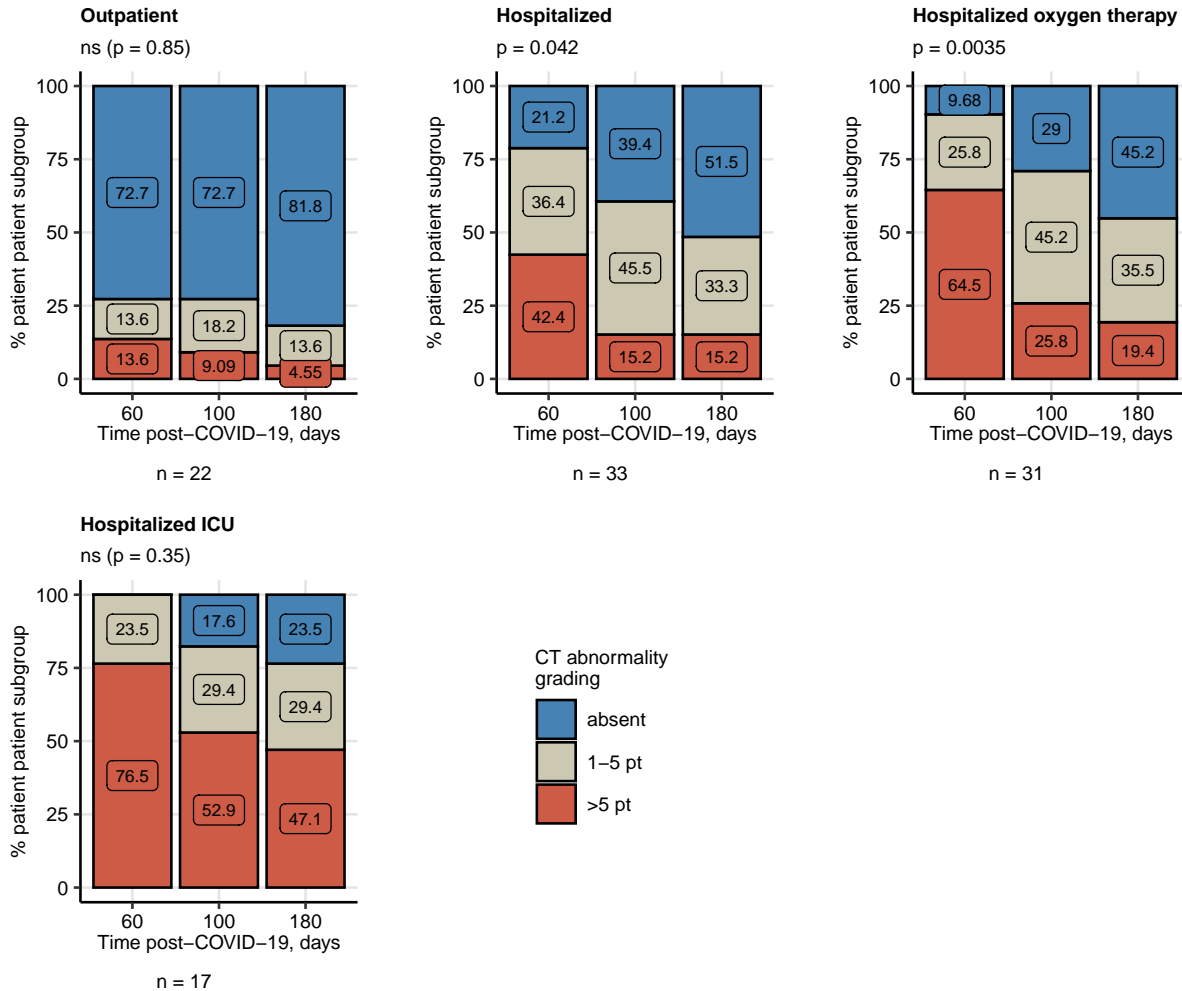 Outpatient
ns (p = 0.85)
% patient patient subgroup
100
75
50
25
0
72.7
72.7
81.8
13.6
18.2
13.6
13.6
9.09
4.55
60
100
180
Time post−COVID−19, days
n = 22
Hospitalized
p = 0.042
% patient patient subgroup
100
75
50
25
0
21.2
39.4
51.5
36.4
45.5
33.3
42.4
15.2
15.2
60
100
180
Time post−COVID−19, days
n = 33
Hospitalized oxygen therapy
p = 0.0035
% patient patient subgroup
100
75
50
25
0
9.68
29
45.2
25.8
45.2
35.5
64.5
25.8
19.4
60
100
180
Time post−COVID−19, days
n = 31
Hospitalized ICU
ns (p = 0.35)
% patient patient subgroup
100
75
50
25
0
23.5
17.6
23.5
29.4
29.4
76.5
52.9
47.1
60
100
180
Time post−COVID−19, days
n = 17
CT abnormality
grading
absent
1−5 pt
>5 pt